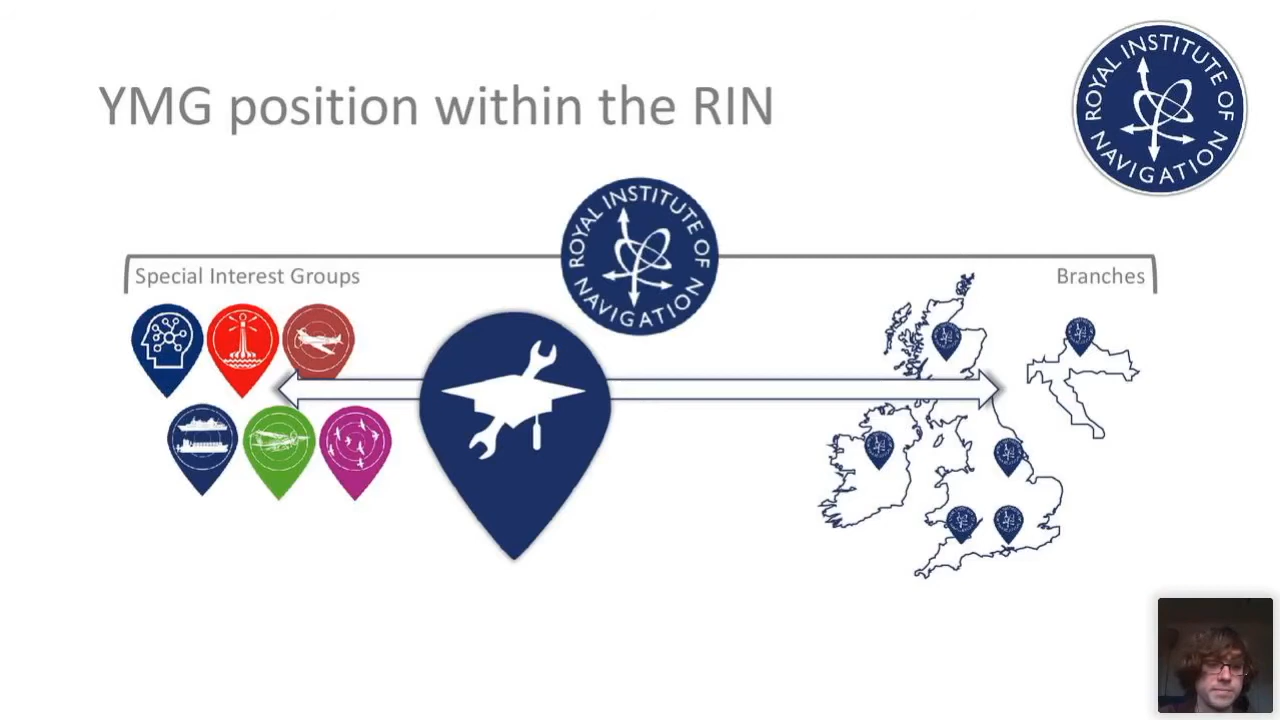 YMG position within the RIN
ROYAL INSTITUTE OF NAVIGATION
ROYAL INSTITUTE OF NAVIGATION
Special Interest Groups
Branches